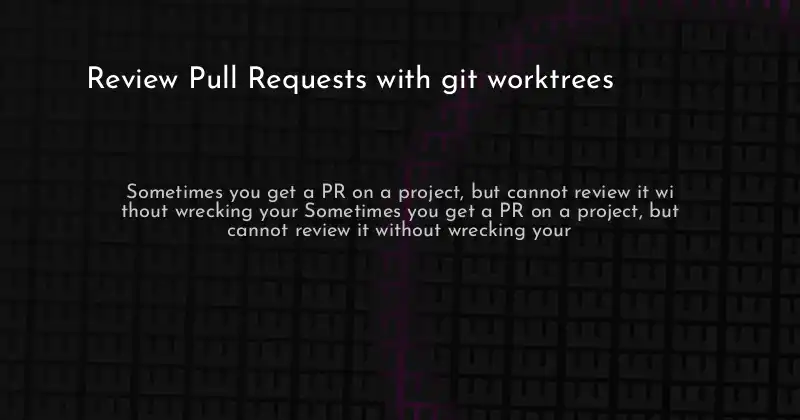 Review Pull Requests with git worktrees
Sometimes you get a PR on a project, but cannot review it wi
thout wrecking your Sometimes you get a PR on a project, but
cannot review it without wrecking your